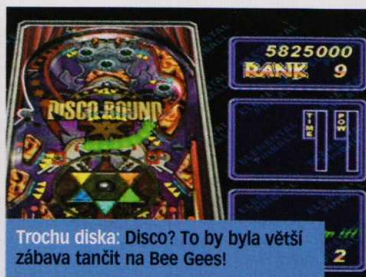 5825000
RANK 9
DISCO ROUND
TIME
POW
!!!
2
Trochu diska: Disco? To by byla větší
zábava tančit na Bee Gees!